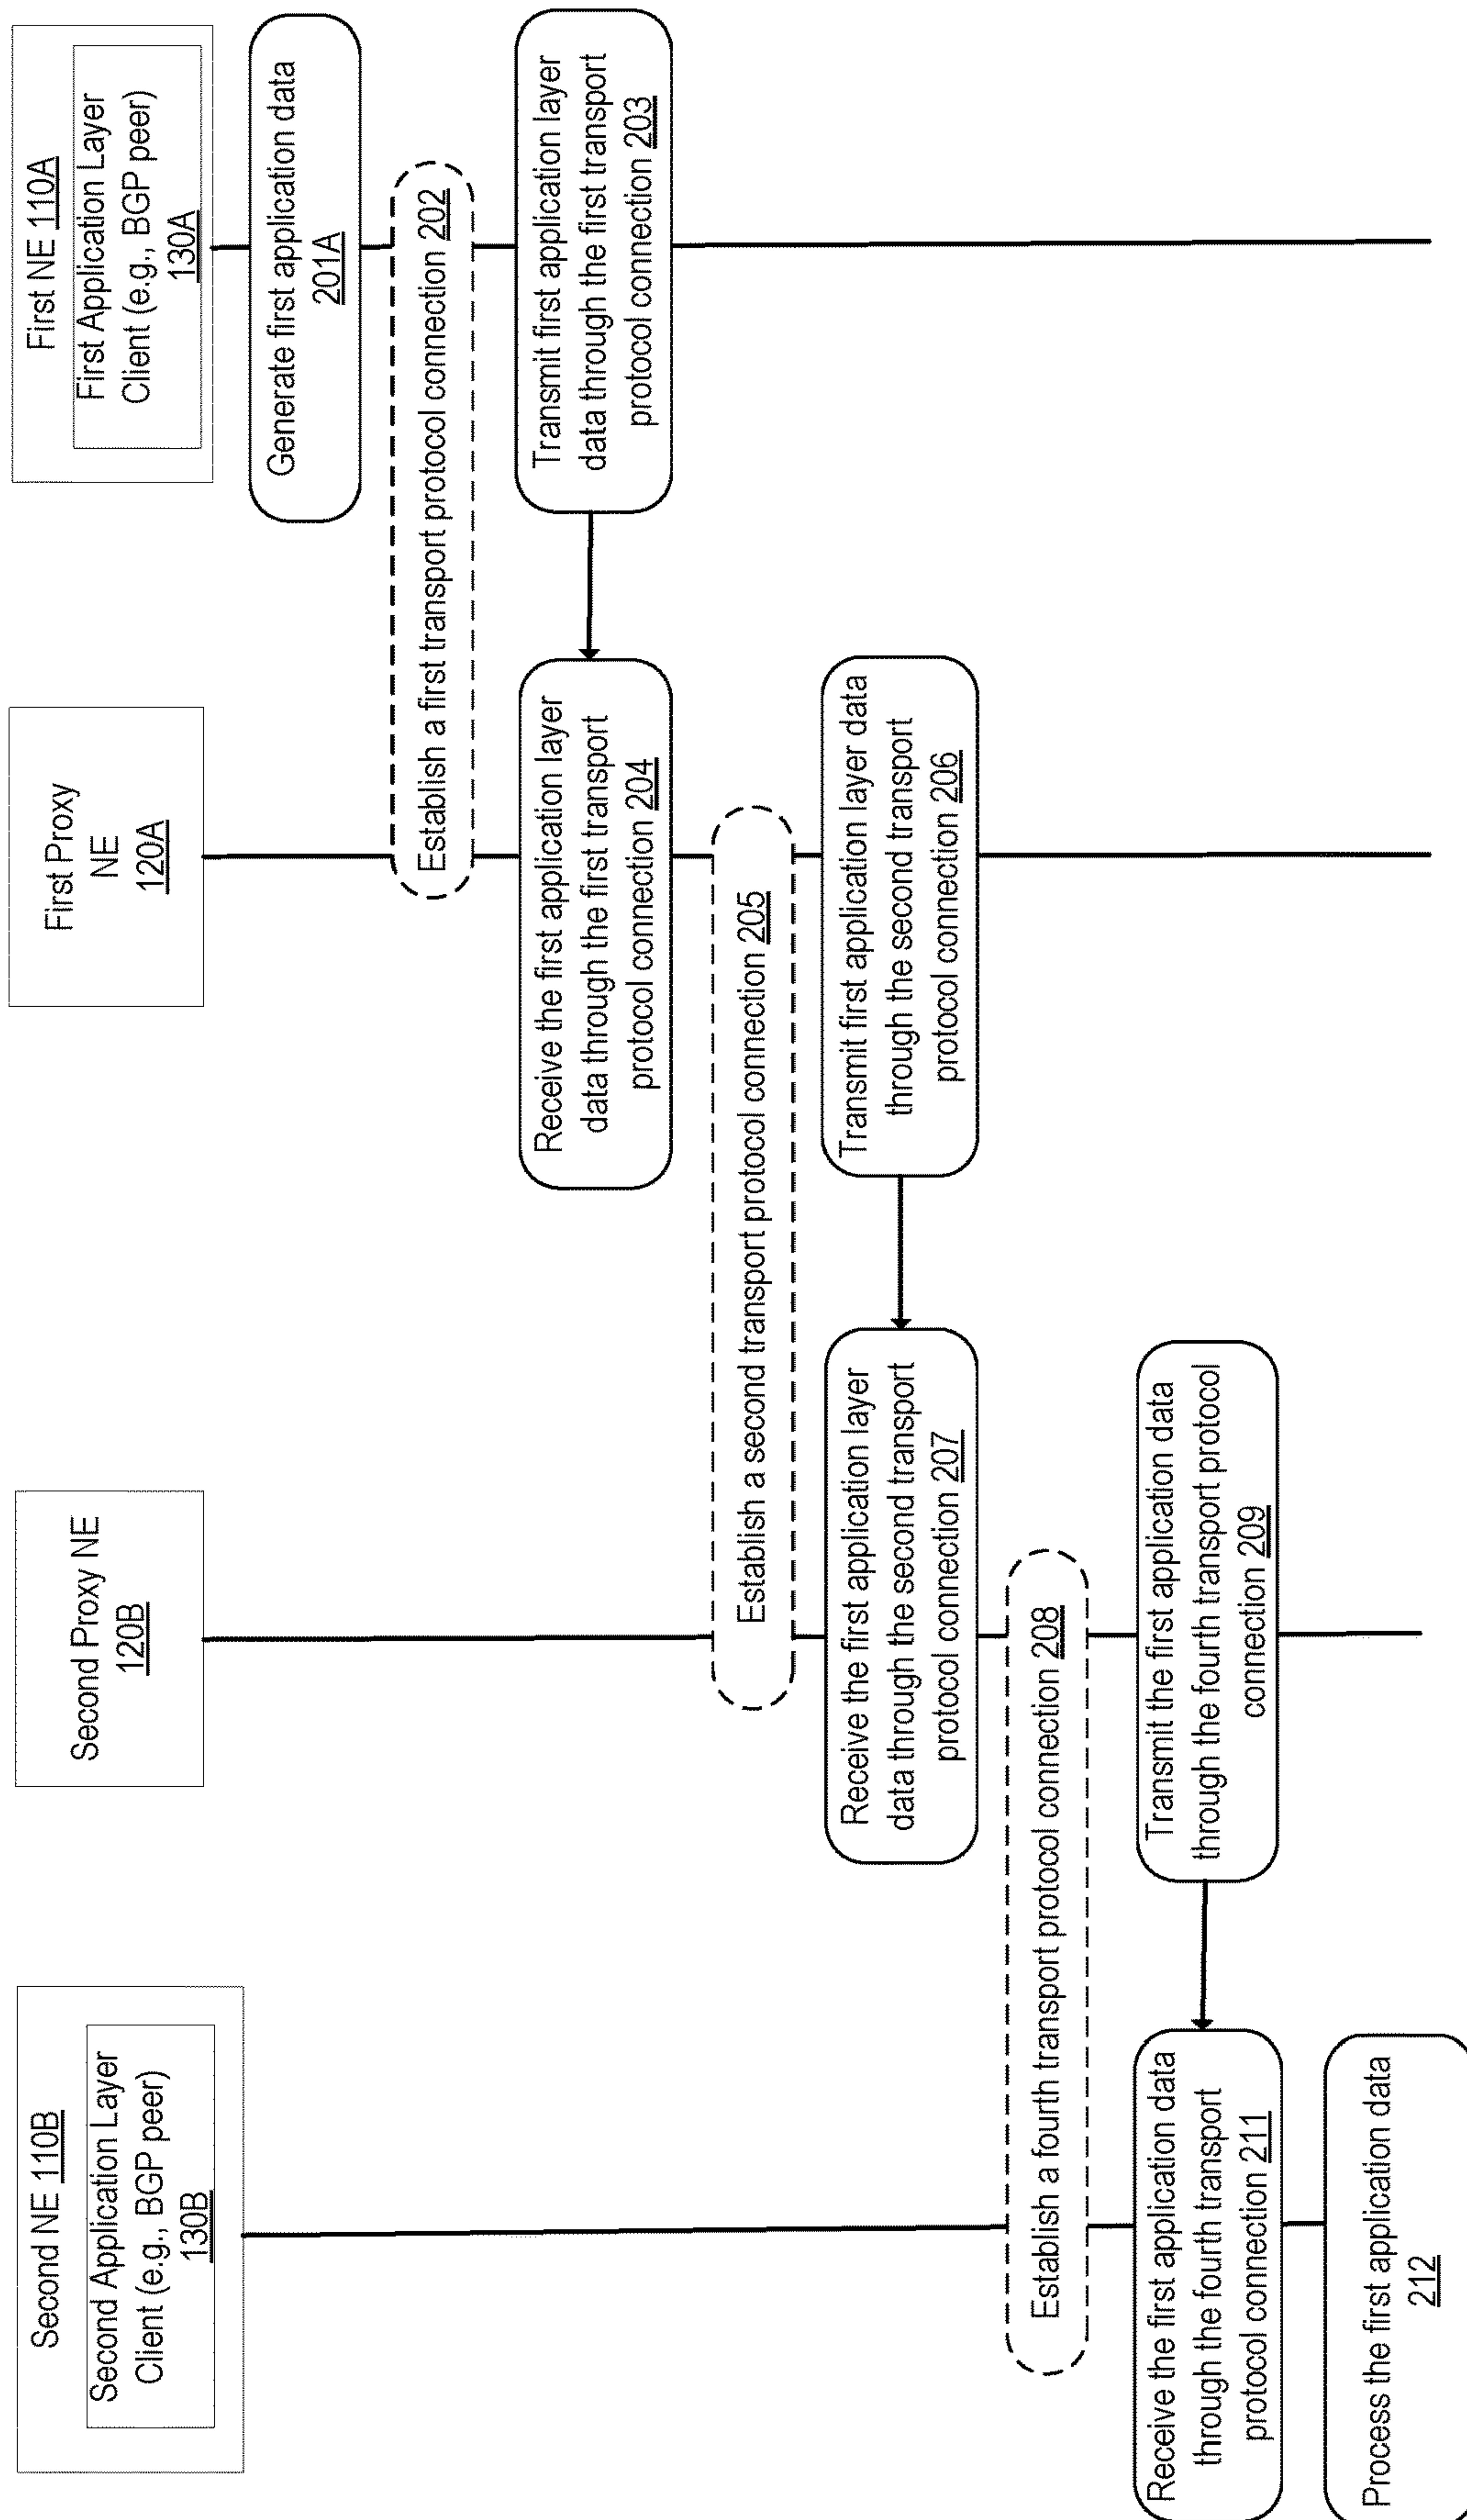 Second NE 110B
Second Application Layer
Client (e.g., BGP peer)
130B
Second Proxy NE
120B
First Proxy
NE
120A
First NE 110A
First Application Layer
Client (e.g., BGP peer)
130A
Generate first application data
201A
Establish a first transport protocol connection 202
Transmit first application layer
data through the first transport
protocol connection 203
Receive the first application layer
data through the first transport
protocol connection 204
Establish a second transport protocol connection 205
Transmit first application layer data
through the second transport
protocol connection 206
Receive the first application layer
data through the second transport
protocol connection 207
Establish a fourth transport protocol connection 208
Transmit the first application data
through the fourth transport protocol
connection 209
Receive the first application data
through the fourth transport
protocol connection 211
Process the first application data
212